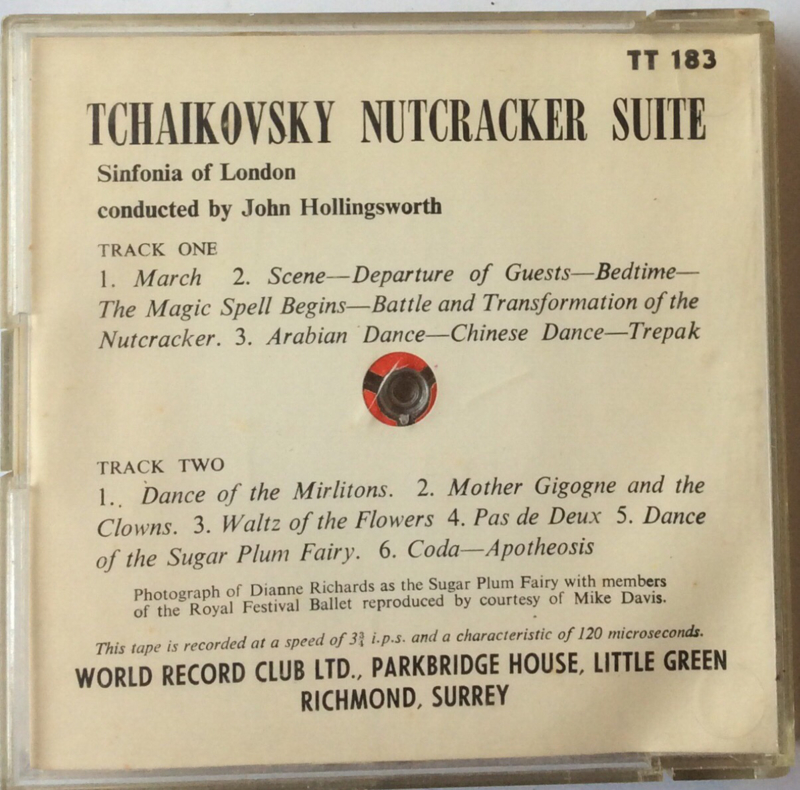 TT 183
TCHAIKOVSKY NUTCRACKER SUITE
Sinfonia of London
conducted by John Hollingsworth
TRACK ONE
1. March 2. Scene—Departure of Guests—Bedtime—
The Magic Spell Begins—Battle and Transformation of the
Nutcracker. 3. Arabian Dance—Chinese Dance—Trepak
TRACK TWO
1.. Dance of the Mirlitons. 2. Mother Gigogne and the
Clowns. 3. Waltz of the Flowers 4. Pas de Deux 5. Dance
of the Sugar Plum Fairy. 6. Coda—Apotheosis
Photograph of Dianne Richards as the Sugar Plum Fairy with members
of the Royal Festival Ballet reproduced by courtesy of Mike Davis.
This tape is recorded at a speed of 3¾ i.p.s. and a characteristic of 120 microseconds.
WORLD RECORD CLUB LTD., PARKBRIDGE HOUSE, LITTLE GREEN
RICHMOND, SURREY